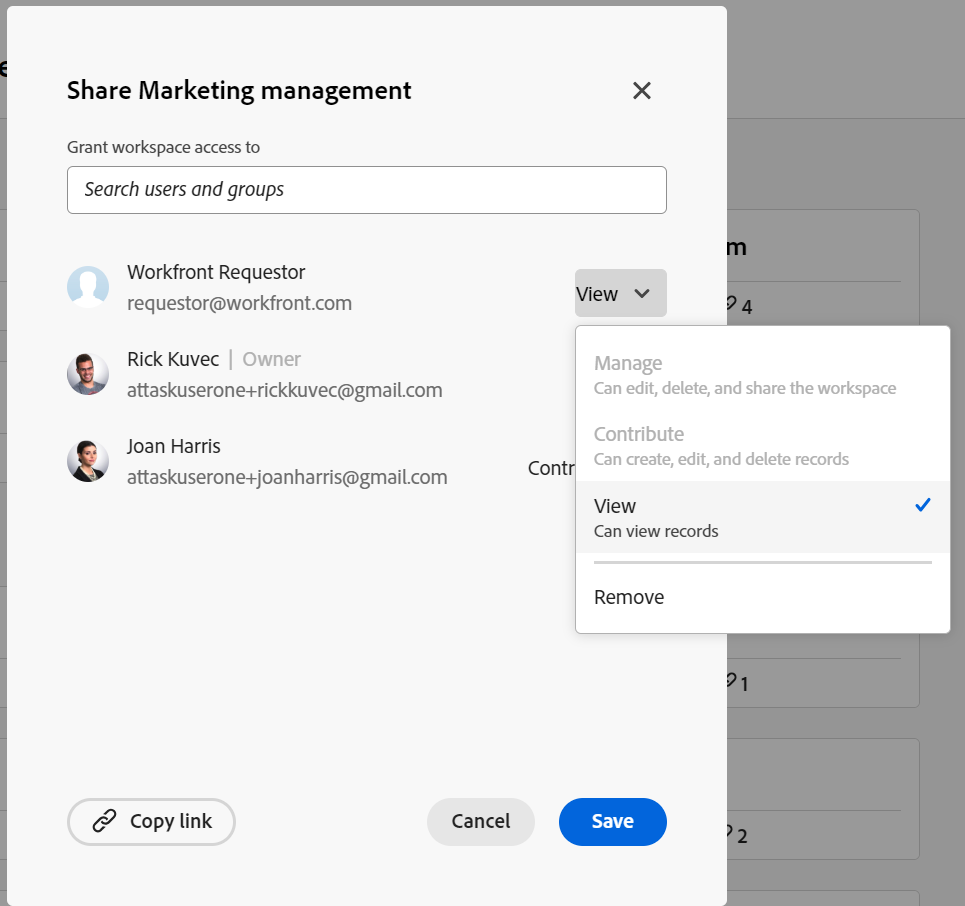 Share Marketing management
Grant workspace access to
Search users and groups
Workfront Requestor
requestor@workfront.com
View
Rick Kuvec | Owner
attaskuserone+rickkuvec@gmail.com
Joan Harris
attaskuserone+joanharris@gmail.com
Contr
Manage
Can edit, delete, and share the workspace
Contribute
Can create, edit, and delete records
View
Can view records
Remove
Copy link
Cancel
Save
m
4
1
2